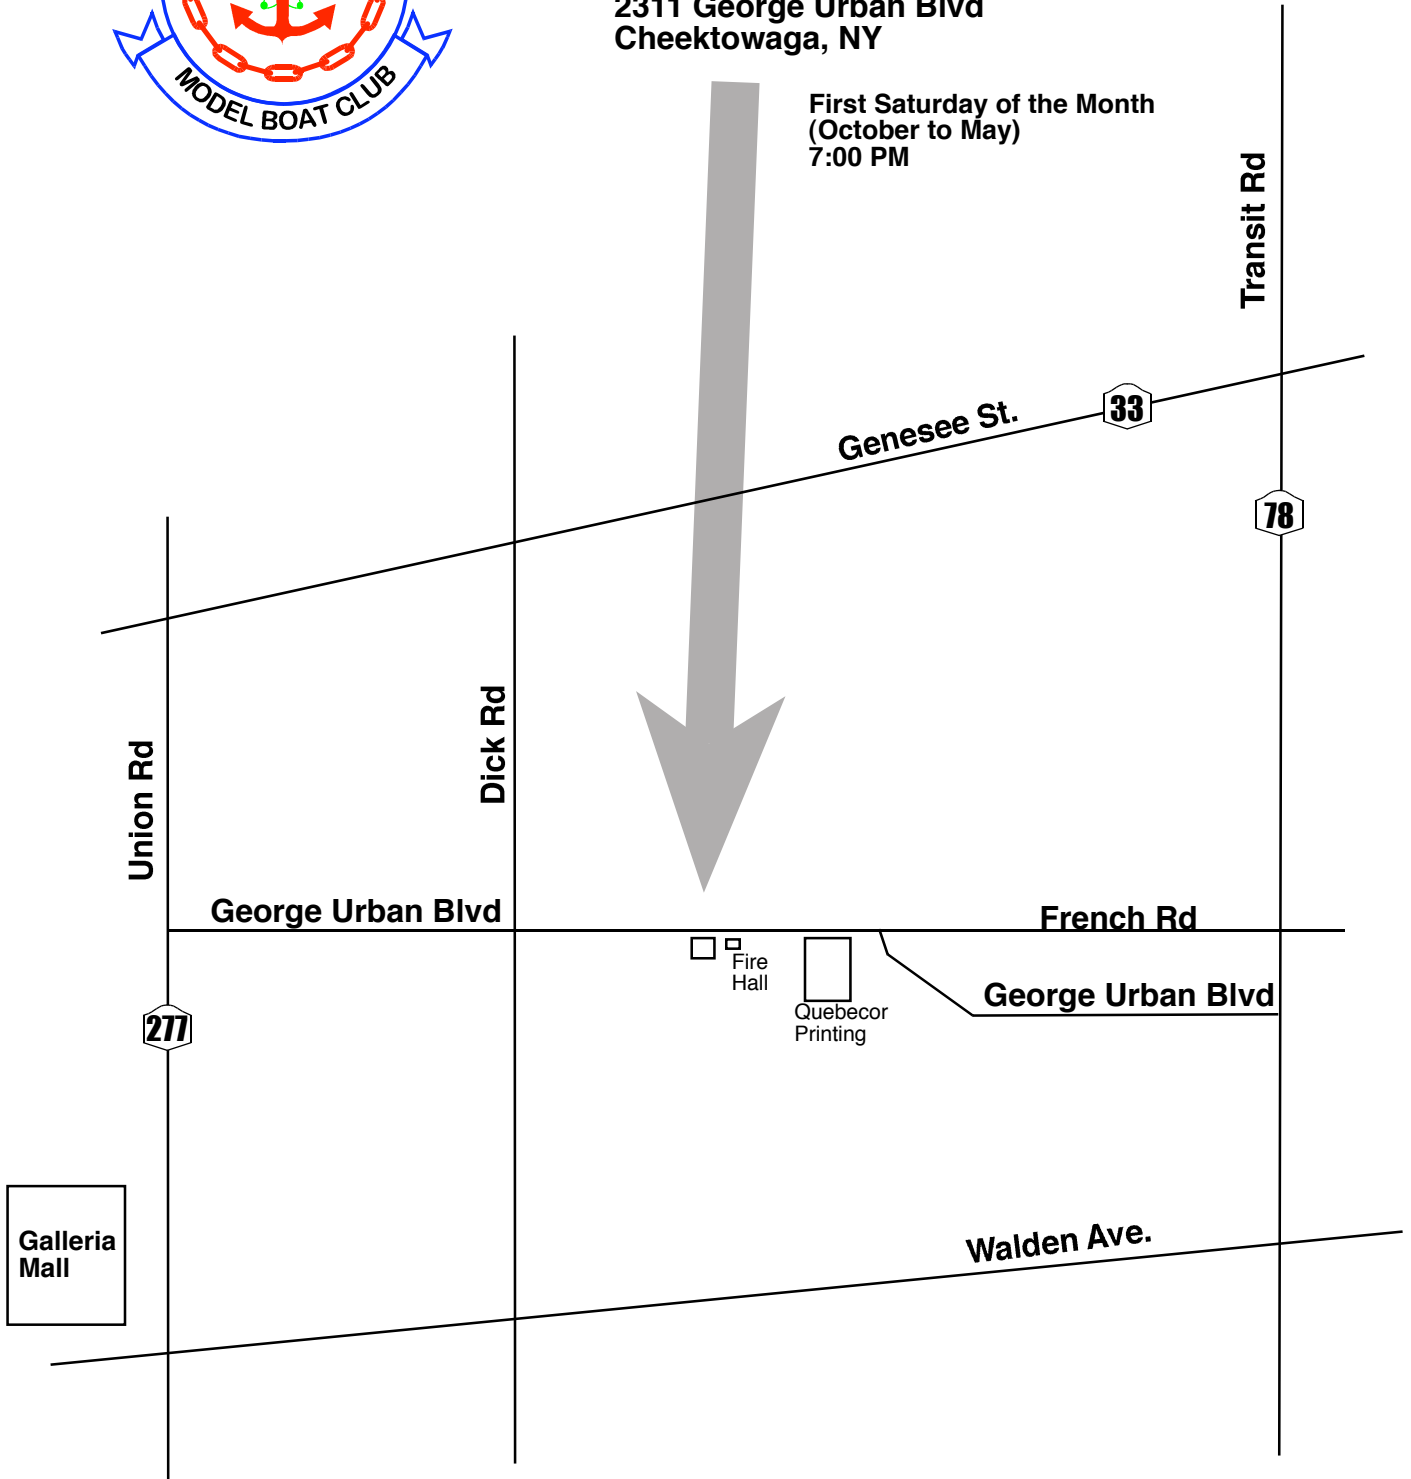 2311 George Urban Blvd
Cheektowaga, NY
MODEL BOAT CLUB
First Saturday of the Month
(October to May)
7:00 PM
Transit Rd
Genesee St.
33
78
Dick Rd
Union Rd
George Urban Blvd
French Rd
Fire
Hall
George Urban Blvd
Quebecor
Printing
277
Galleria
Mall
Walden Ave.